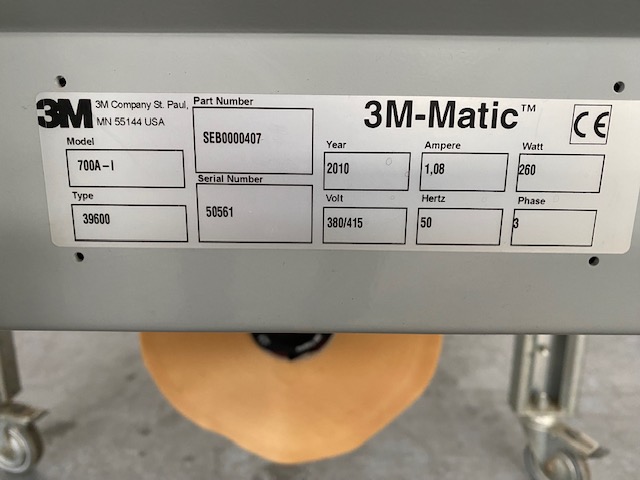 3M
3M Company St. Paul,
MN 55144 USA
Model
700A-I
Type
39600
Part Number
SEB0000407
Serial Number
50561
3M-Matic™
CE
Year
2010
Ampere
1,08
Watt
260
Volt
380/415
Hertz
50
Phase
3